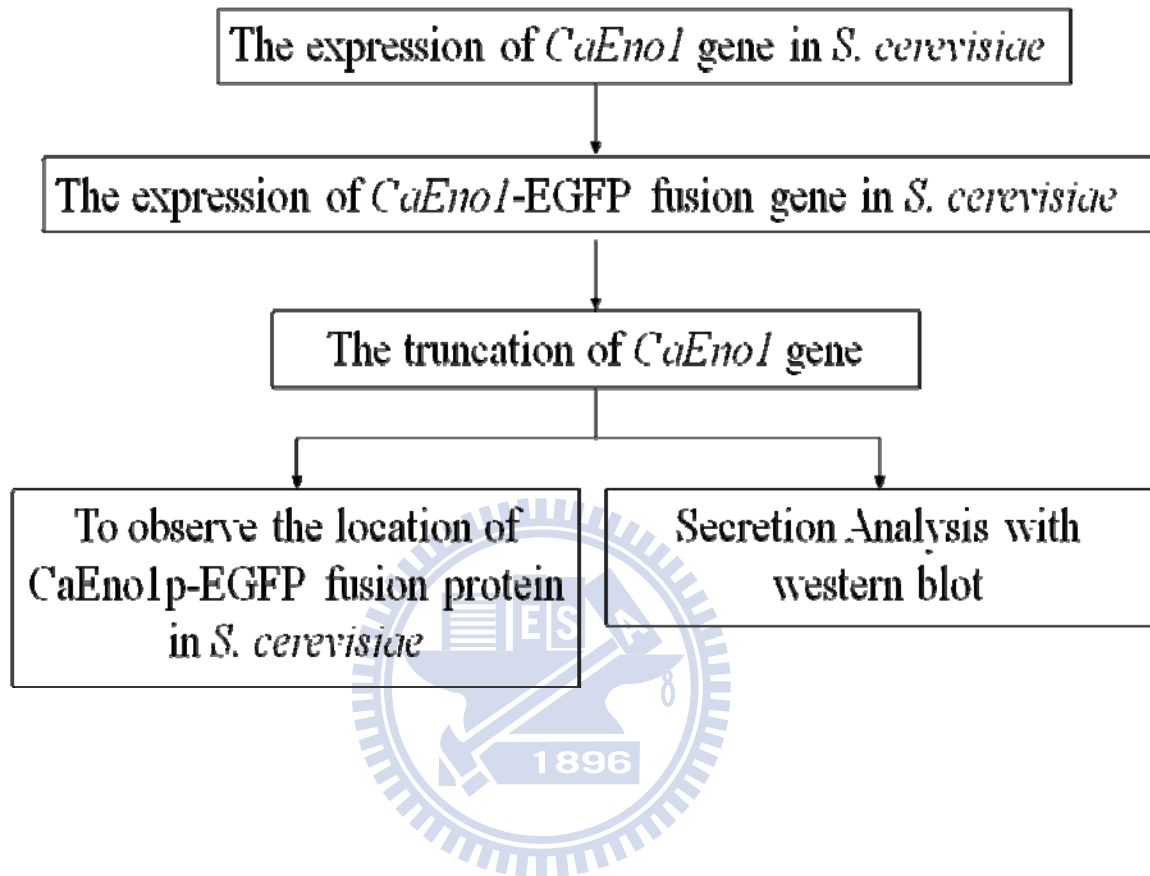 The expression of CaEno1 gene in S. cerevisiae
The expression of CaEno1-EGFP fusion gene in S. cerevisiae
The truncation of CaEno1 gene
To observe the location of
CaEno1p-EGFP fusion protein
in S. cerevisiae
Secretion Analysis with
western blot
E S A
1896